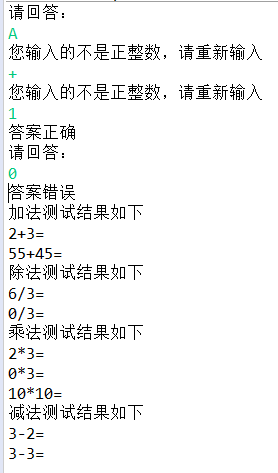 请回答：
A
您输入的不是正整数，请重新输入
+
您输入的不是正整数，请重新输入
1
答案正确
请回答：
0
答案错误
加法测试结果如下
2+3=
55+45=
除法测试结果如下
6/3=
0/3=
乘法测试结果如下
2*3=
0*3=
10*10=
减法测试结果如下
3-2=
3-3=